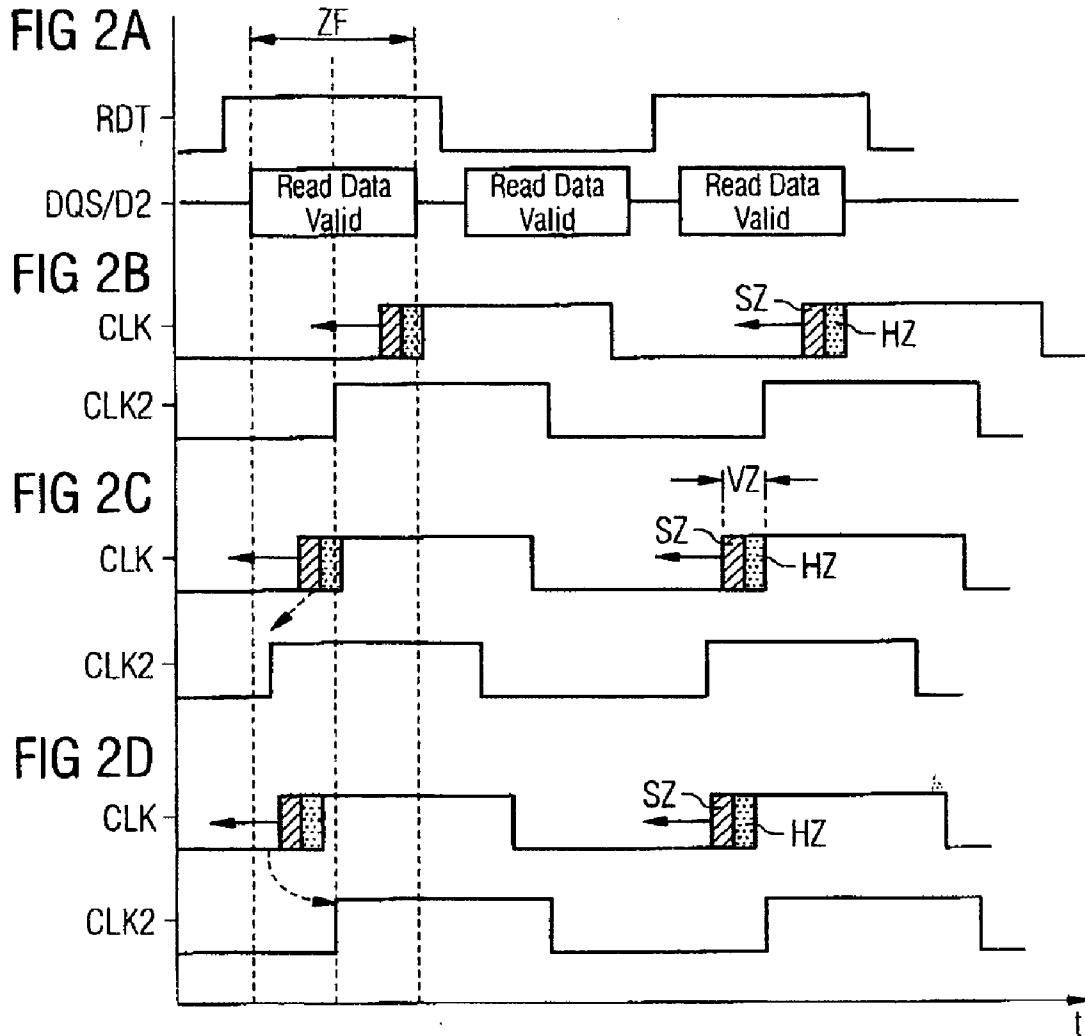 FIG 2A
ZF
RDT
DQS/D2
Read Data Valid
Read Data Valid
Read Data Valid
FIG 2B
CLK
SZ
HZ
CLK2
FIG 2C
VZ
CLK
SZ
HZ
CLK2
FIG 2D
CLK
SZ
HZ
CLK2
t